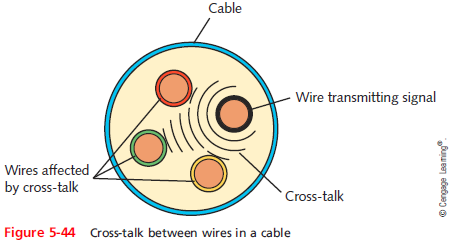 Cable
Wire transmitting signal
Wires affected
by cross-talk
Cross-talk
© Cengage Learning®.
Figure 5-44 Cross-talk between wires in a cable